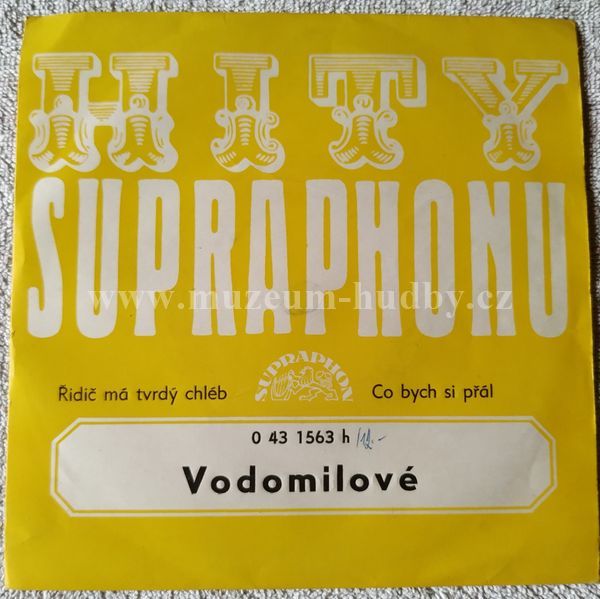 HITY
SUPRAPHONU
www.muzeum-hudby.cz
Řidič má tvrdý chléb SUPRAPHON Co bych si přál
0 43 1563 h /12.-
Vodomilové